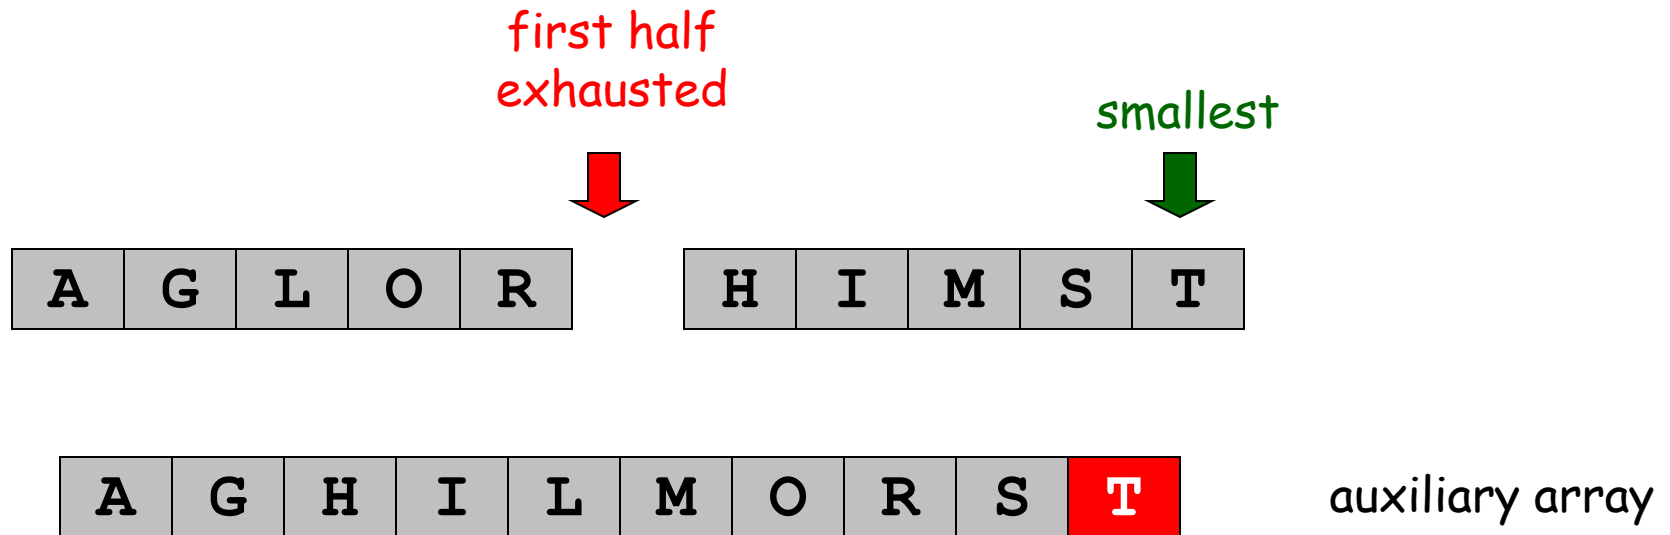 first half
exhausted
smallest
A G L O R H I M S T
A G H I L M O R S T
auxiliary array